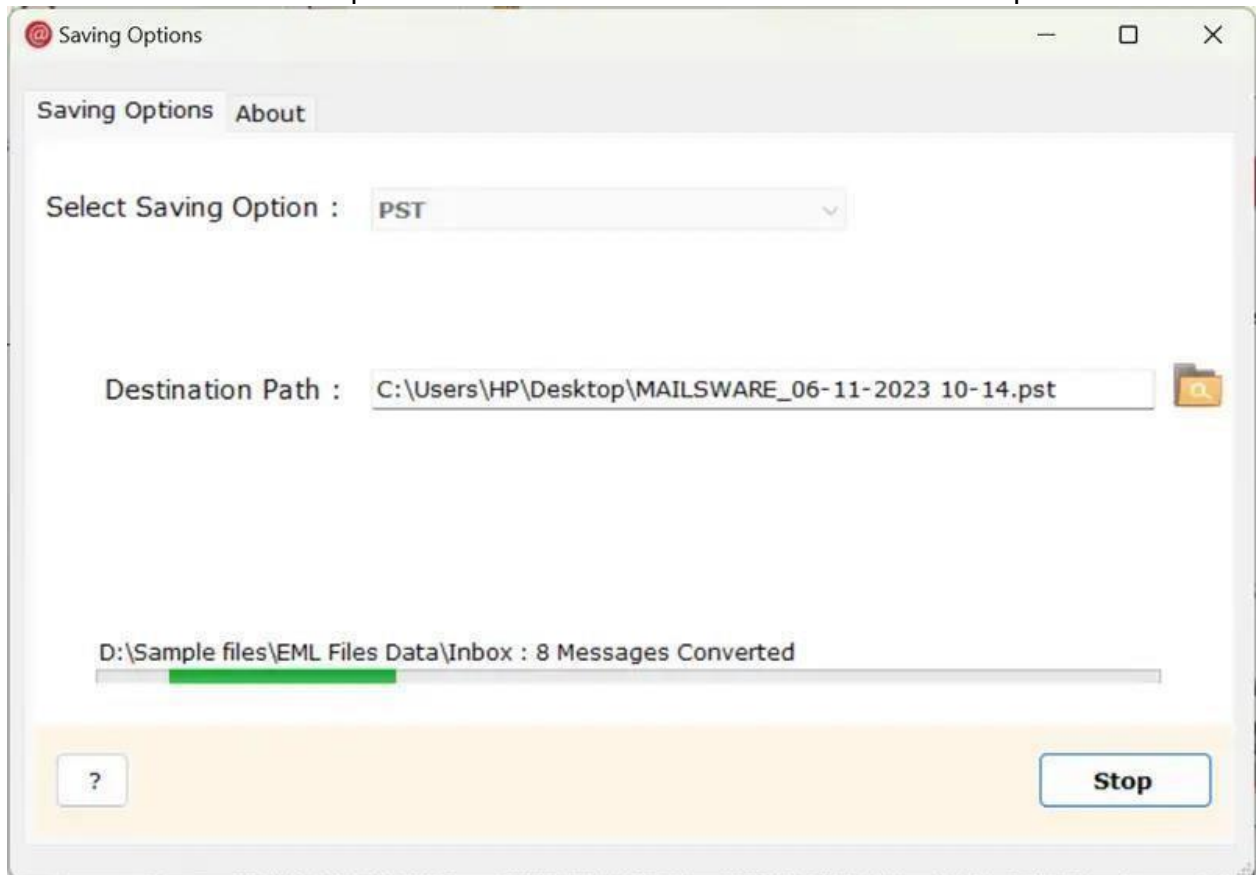 Saving Options
Saving Options About
Select Saving Option : PST
Destination Path : C:\Users\HP\Desktop\MAILSWARE_06-11-2023 10-14.pst
D:\Sample files\EML Files Data\Inbox : 8 Messages Converted
? Stop